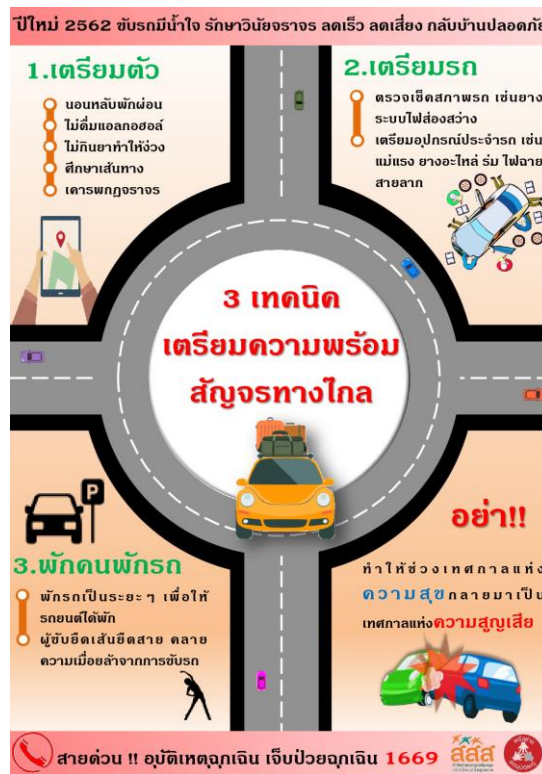 ปีใหม่ 2562 ขับรถมีน้ำใจ รักษาวินัยจราจร ลดเร็ว ลดเสี่ยง กลับบ้านปลอดภัย
1.เตรียมตัว
นอนหลับพักผ่อน
ไม่ดื่มแอลกอฮอล์
ไม่กินยาทำให้ง่วง
ศึกษาเส้นทาง
เคารพกฎจราจร
2.เตรียมรถ
ตรวจเช็คสภาพรถ เช่นยาง
ระบบไฟส่องสว่าง
เตรียมอุปกรณ์ประจำรถ เช่น
แม่แรง ยางอะไหล่ ร่ม ไฟฉาย
สายลาก
3 เทคนิค
เตรียมความพร้อม
สัญจรทางไกล
P
3.พักคนพักรถ
พักรถเป็นระยะๆ เพื่อให้
รถยนต์ได้พัก
ผู้ขับยืดเส้นยืดสาย คลาย
ความเมื่อยล้าจากการขับรถ
อย่า!!
ทำให้ช่วงเทศกาลแห่ง
ความสุขกลายมาเป็น
เทศกาลแห่งความสูญเสีย
สายด่วน !! อุบัติเหตุฉุกเฉิน เจ็บป่วยฉุกเฉิน 1669
สสส